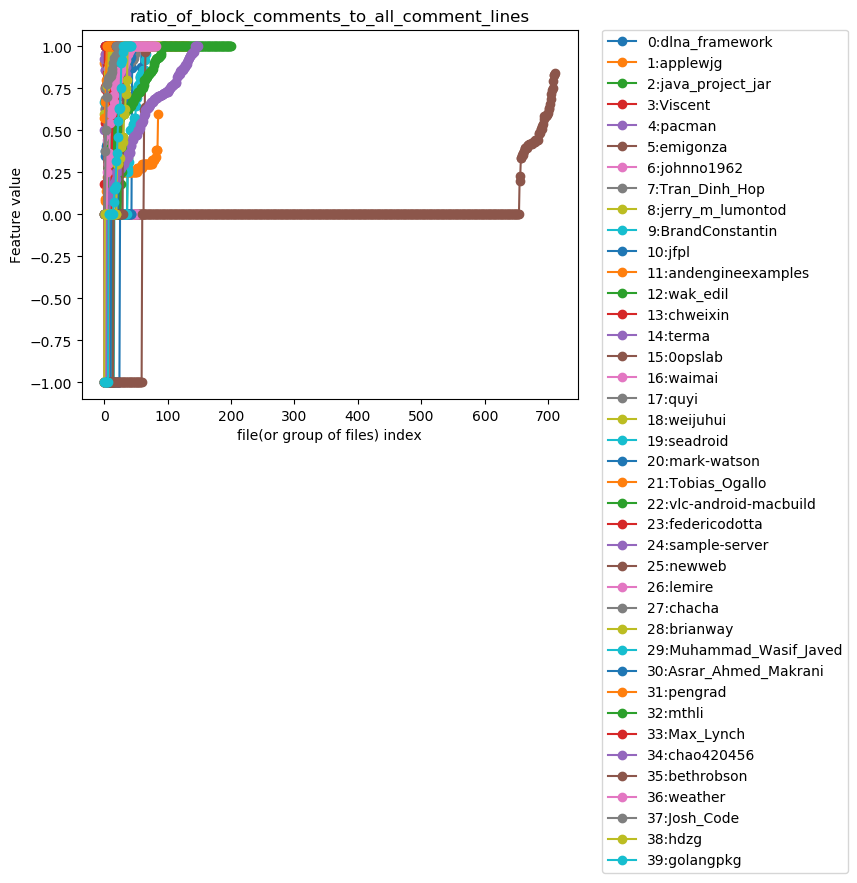 ratio_of_block_comments_to_all_comment_lines
1.00
0.75
0.50
0.25
0.00
−0.25
−0.50
−0.75
−1.00
Feature value
0 100 200 300 400 500 600 700
file(or group of files) index
0:dlna_framework
1:applewjg
2:java_project_jar
3:Viscent
4:pacman
5:emigonza
6:johnno1962
7:Tran_Dinh_Hop
8:jerry_m_lumontod
9:BrandConstantin
10:jfpl
11:andengineexamples
12:wak_edil
13:chweixin
14:terma
15:0opslab
16:waimai
17:quyi
18:weijuhui
19:seadroid
20:mark-watson
21:Tobias_Ogallo
22:vlc-android-macbuild
23:federicodotta
24:sample-server
25:newweb
26:lemire
27:chacha
28:brianway
29:Muhammad_Wasif_Javed
30:Asrar_Ahmed_Makrani
31:pengrad
32:mthli
33:Max_Lynch
34:chao420456
35:bethrobson
36:weather
37:Josh_Code
38:hdzg
39:golangpkg